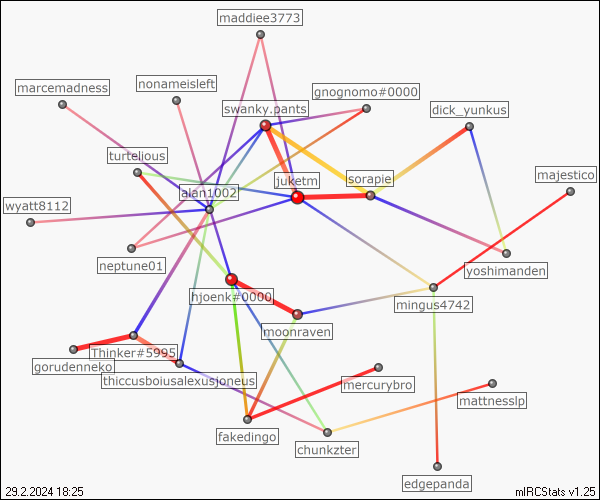 maddiee3773
marcemadness
nonameisleft
gnognomo#0000
swanky.pants
dick_yunkus
turtelious
juketm
sorapie
majestico
alan1002
wyatt8112
neptune01
yoshimanden
hjoenk#0000
mingus4742
moonraven
Thinker#5995
gorudenneko
thiccusboiusalexusjoneus
mercurybro
mattnesslp
fakedingo
chunkzter
edgepanda
29.2.2024 18:25
mIRCStats v1.25